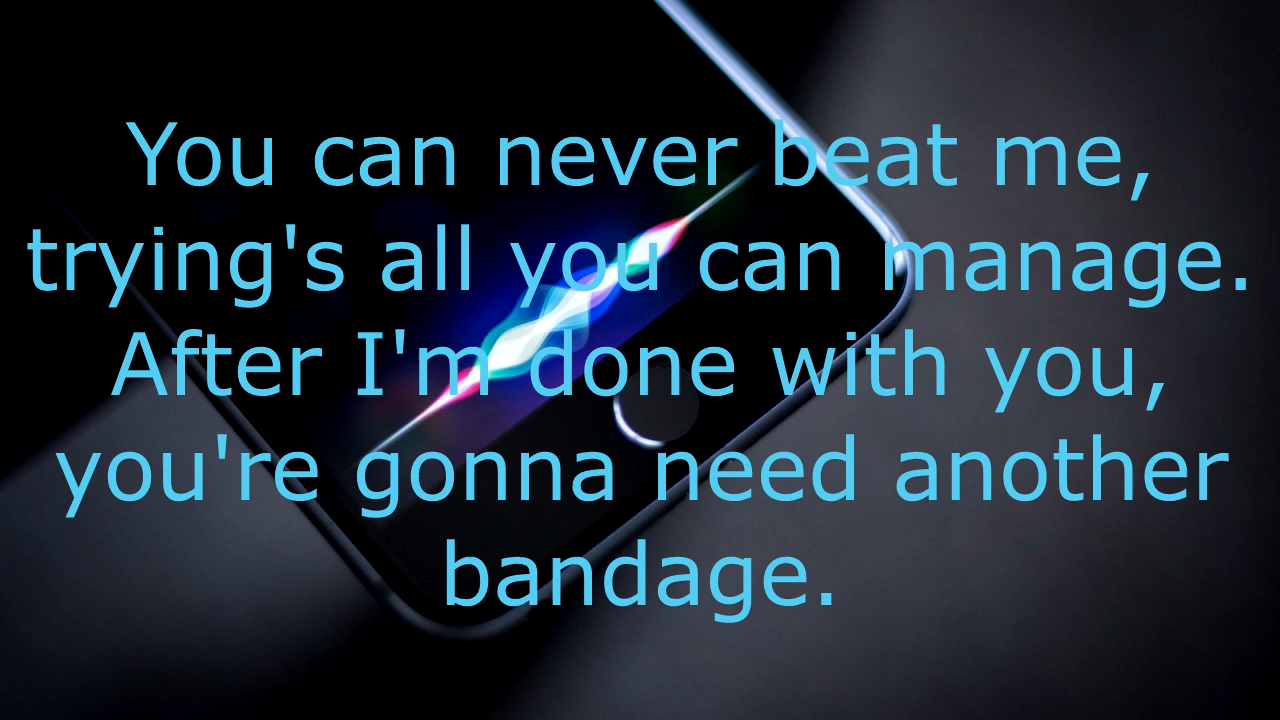 You can never beat me,
trying's all you can manage.
After I'm done with you,
you're gonna need another
bandage.